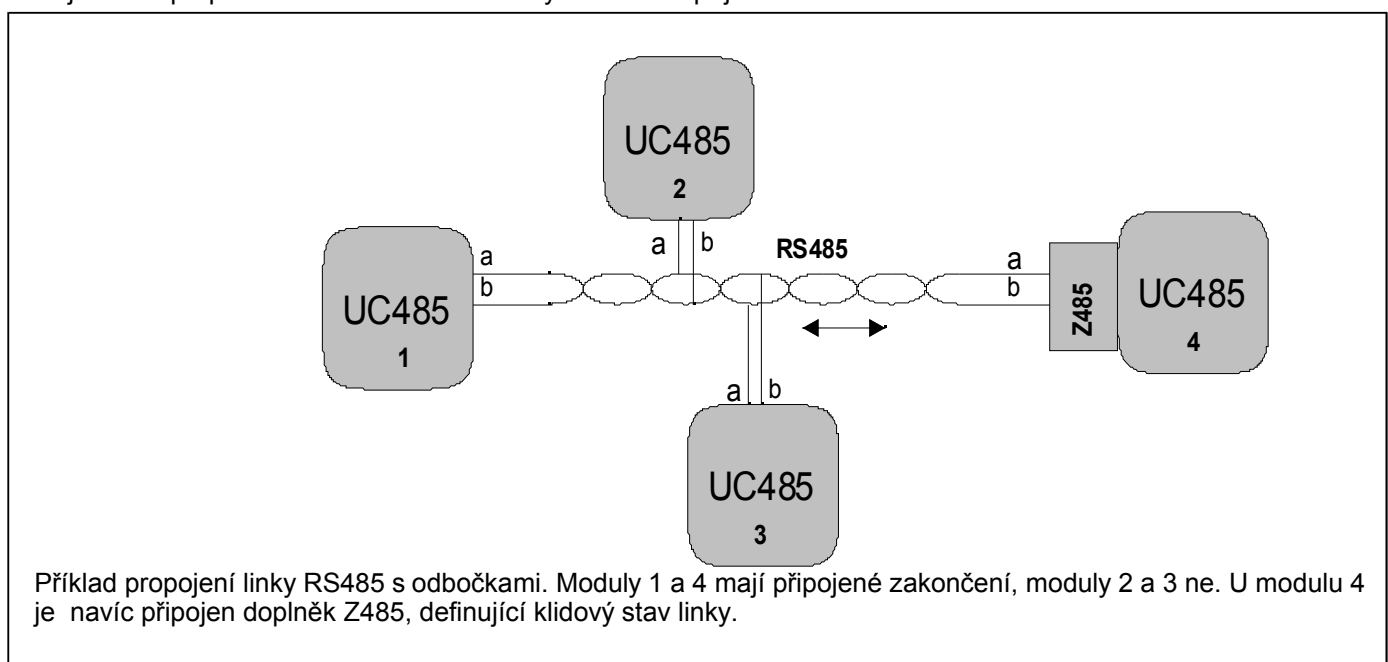 UC485
2
a b
RS485
a
b
UC485
1
a
b
Z485
UC485
4
a b
UC485
3
Příklad propojení linky RS485 s odbočkami. Moduly 1 a 4 mají připojené zakončení, moduly 2 a 3 ne. U modulu 4
je navíc připojen doplněk Z485, definující klidový stav linky.